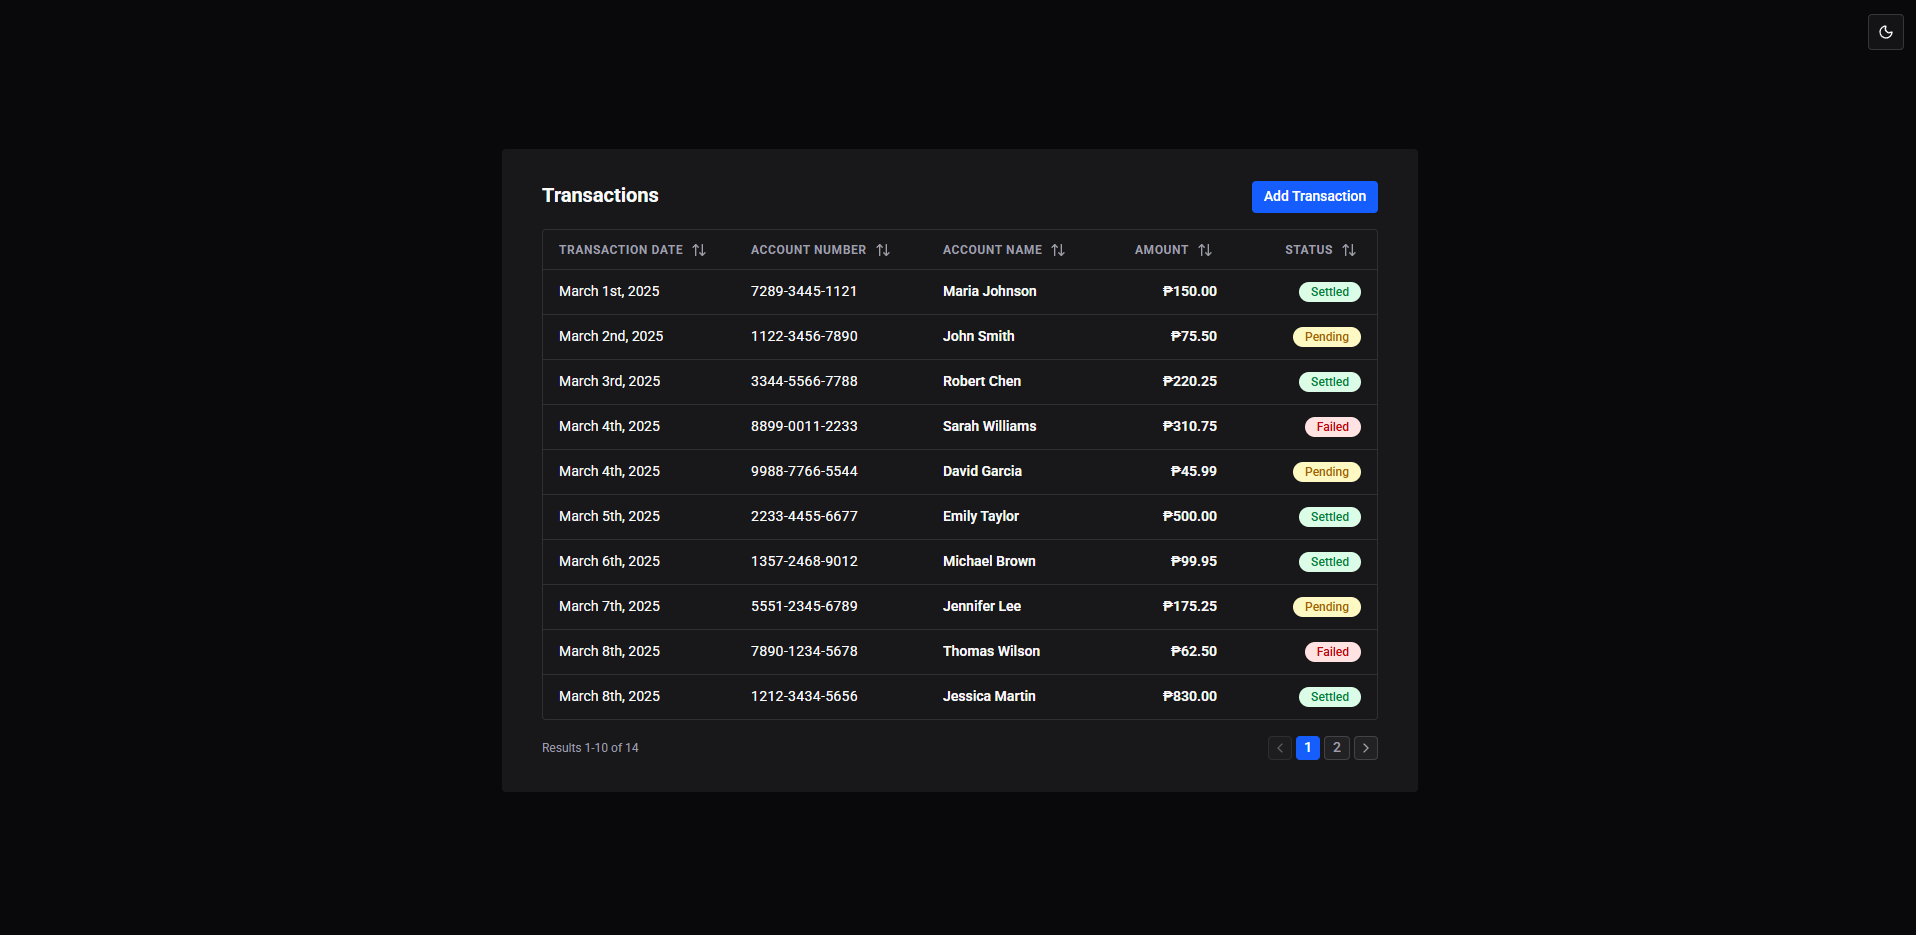 Transactions
Add Transaction
TRANSACTION DATE ACCOUNT NUMBER ACCOUNT NAME AMOUNT STATUS
March 1st, 2025 7289-3445-1121 Maria Johnson ₱150.00 Settled
March 2nd, 2025 1122-3456-7890 John Smith ₱75.50 Pending
March 3rd, 2025 3344-5566-7788 Robert Chen ₱220.25 Settled
March 4th, 2025 8899-0011-2233 Sarah Williams ₱310.75 Failed
March 4th, 2025 9988-7766-5544 David Garcia ₱45.99 Pending
March 5th, 2025 2233-4455-6677 Emily Taylor ₱500.00 Settled
March 6th, 2025 1357-2468-9012 Michael Brown ₱99.95 Settled
March 7th, 2025 5551-2345-6789 Jennifer Lee ₱175.25 Pending
March 8th, 2025 7890-1234-5678 Thomas Wilson ₱62.50 Failed
March 8th, 2025 1212-3434-5656 Jessica Martin ₱830.00 Settled
Results 1-10 of 14
1 2